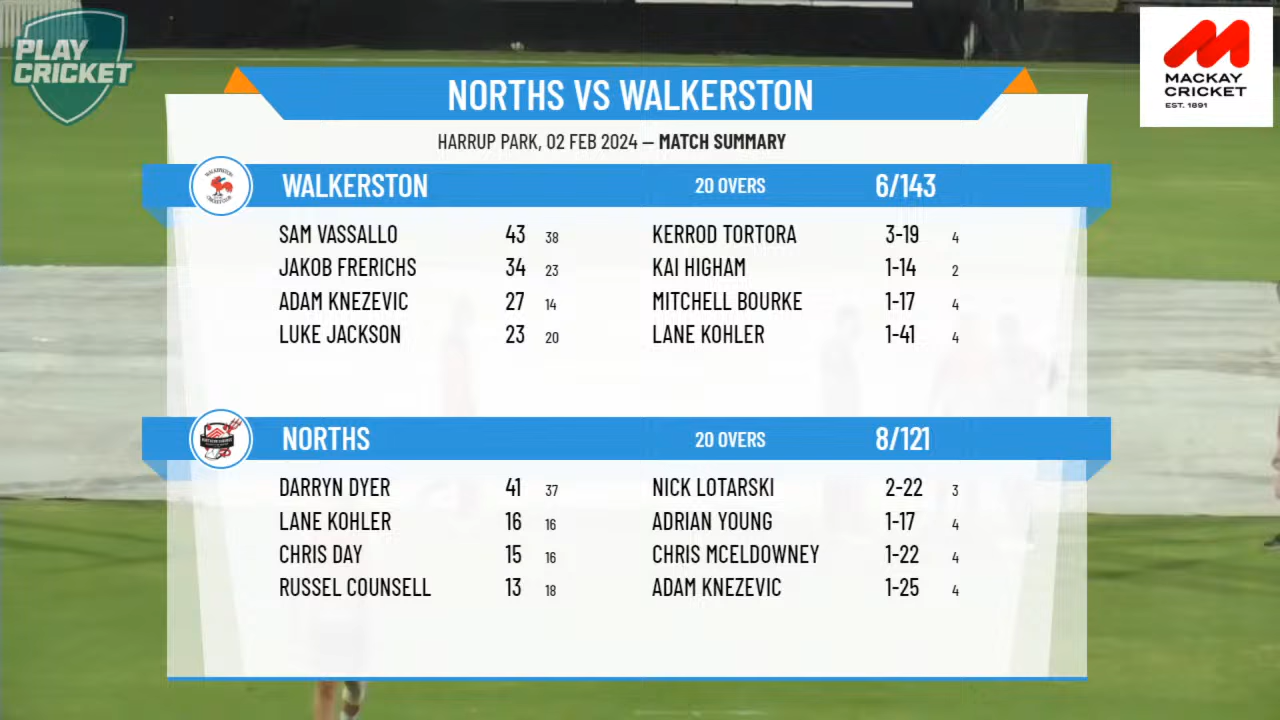 PLAY
CRICKET
MACKAY
CRICKET
EST. 1891
NORTHS VS WALKERSTON
HARRUP PARK, 02 FEB 2024 – MATCH SUMMARY
WALKERSTON 20 OVERS 6/143
SAM VASSALLO 43 38 KERROD TORTORA 3-19 4
JAKOB FRERICHS 34 23 KAI HIGHAM 1-14 2
ADAM KNEZEVIC 27 14 MITCHELL BOURKE 1-17 4
LUKE JACKSON 23 20 LANE KOHLER 1-41 4
NORTHS 20 OVERS 8/121
DARRYN DYER 41 37 NICK LOTARSKI 2-22 3
LANE KOHLER 16 16 ADRIAN YOUNG 1-17 4
CHRIS DAY 15 16 CHRIS MCELDOWNEY 1-22 4
RUSSEL COUNSELL 13 18 ADAM KNEZEVIC 1-25 4